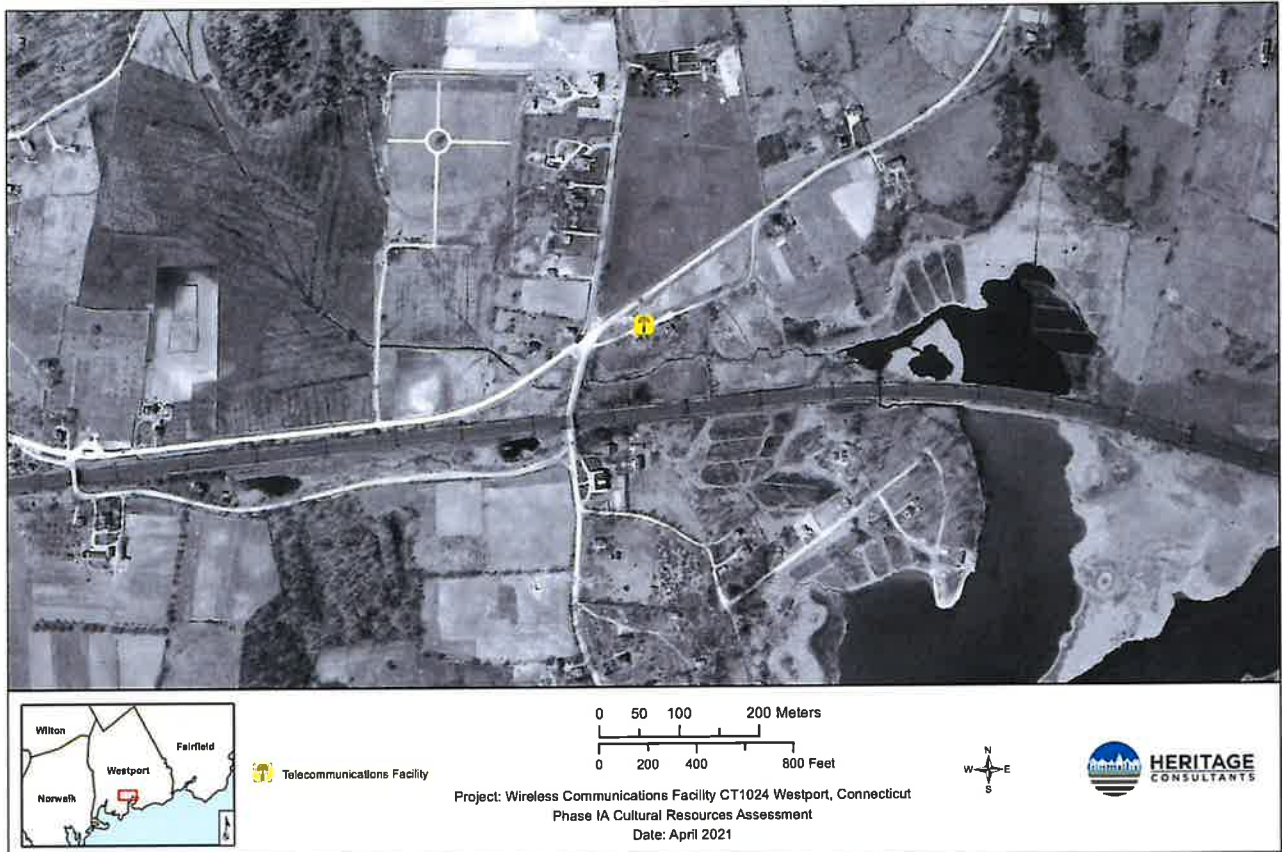 Wilton
Fairfield
Westport
Norwalk
Telecommunications Facility
0 50 100 200 Meters
0 200 400 800 Feet
Project: Wireless Communications Facility CT1024 Westport, Connecticut
Phase IA Cultural Resources Assessment
Date: April 2021
N
W E
S
HERITAGE
CONSULTANTS